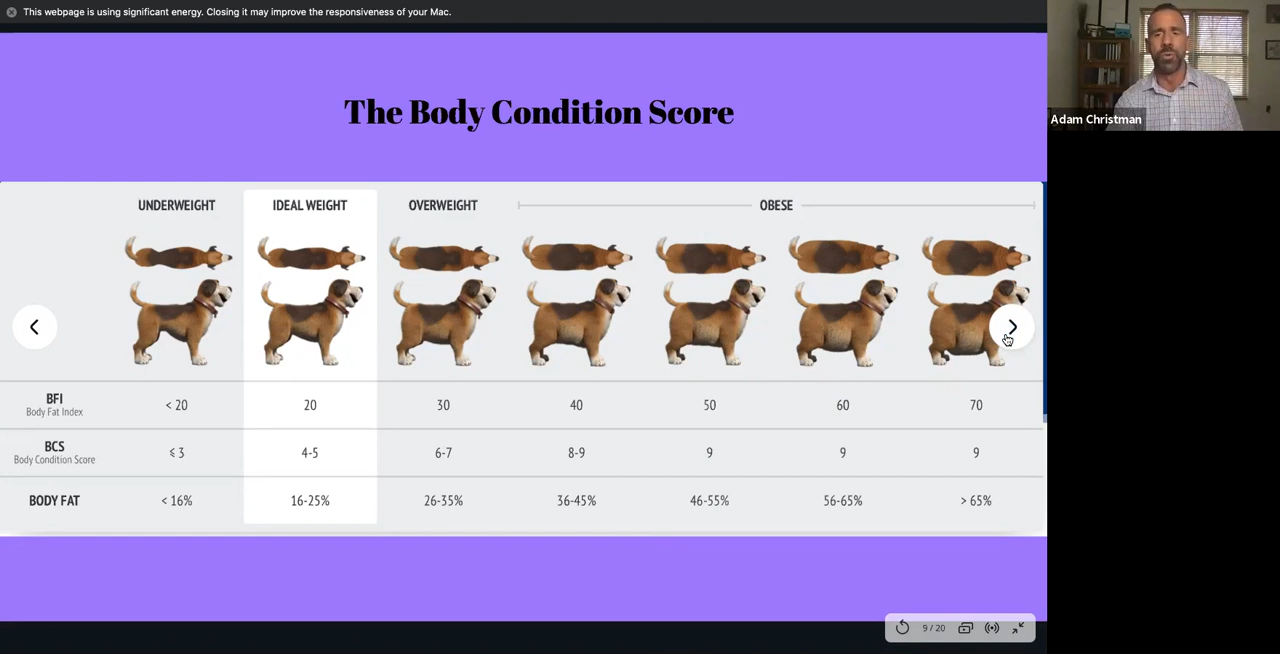 This webpage is using significant energy. Closing it may improve the responsiveness of your Mac.
Adam Christman
The Body Condition Score
UNDERWEIGHT IDEAL WEIGHT OVERWEIGHT OBESE
BFI < 20 20 30 40 50 60 70
Body Fat Index
BCS ≤ 3 4-5 6-7 8-9 9 9 9
Body Condition Score
BODY FAT < 16% 16-25% 26-35% 36-45% 46-55% 56-65% > 65%
9 / 20